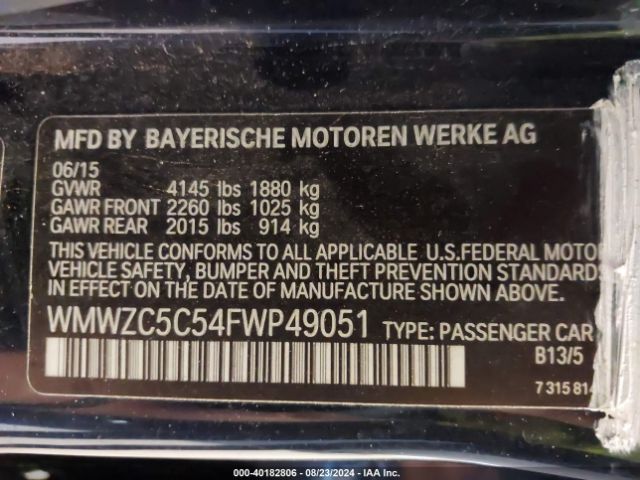 MFD BY BAYERISCHE MOTOREN WERKE AG
06/15
GVWR 4145 lbs 1880 kg
GAWR FRONT 2260 lbs 1025 kg
GAWR REAR 2015 lbs 914 kg
THIS VEHICLE CONFORMS TO ALL APPLICABLE U.S.FEDERAL MOTOR
VEHICLE SAFETY, BUMPER AND THEFT PREVENTION STANDARDS
IN EFFECT ON THE DATE OF MANUFACTURE SHOWN ABOVE.
WMWZC5C54FWP49051 TYPE: PASSENGER CAR
B13/5
7 315 814
000-40182806 - 08/23/2024 - IAA Inc.